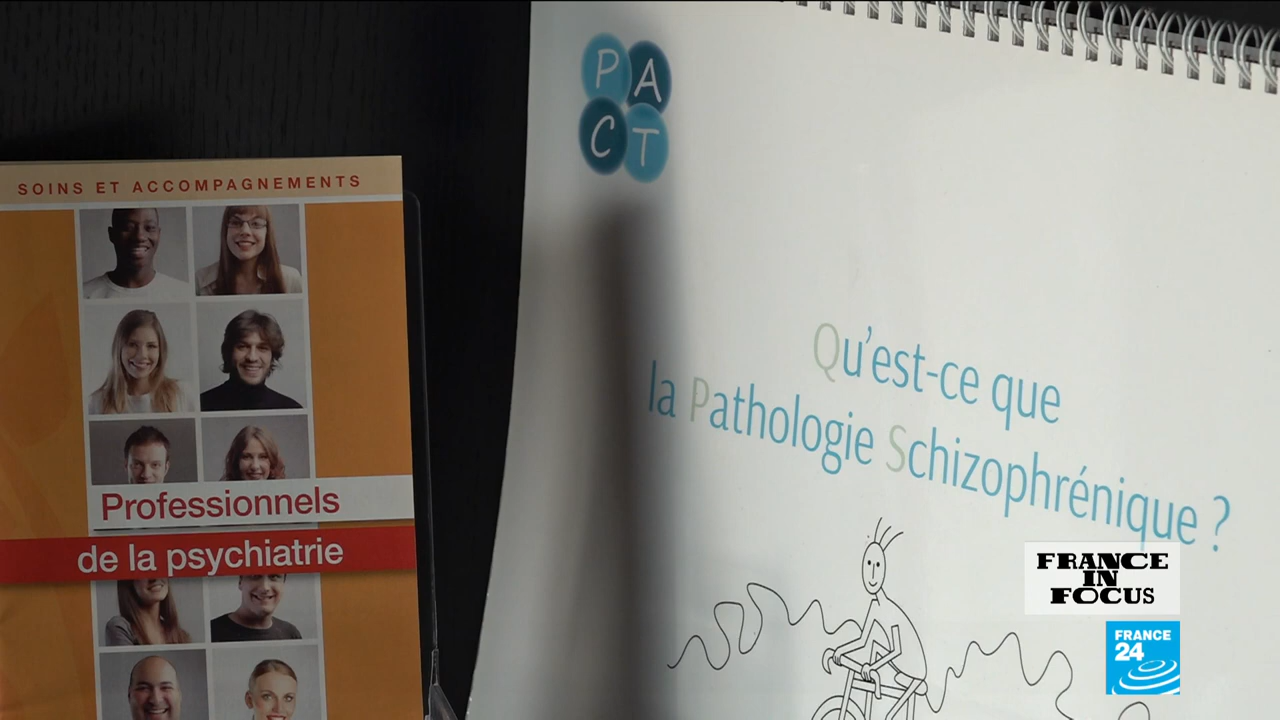 SOINS ET ACCOMPAGNEMENTS
Professionnels
de la psychiatrie
P A
C T
Qu'est-ce que
la Pathologie Schizophrénique ?
FRANCE
IN
FOCUS
FRANCE
24